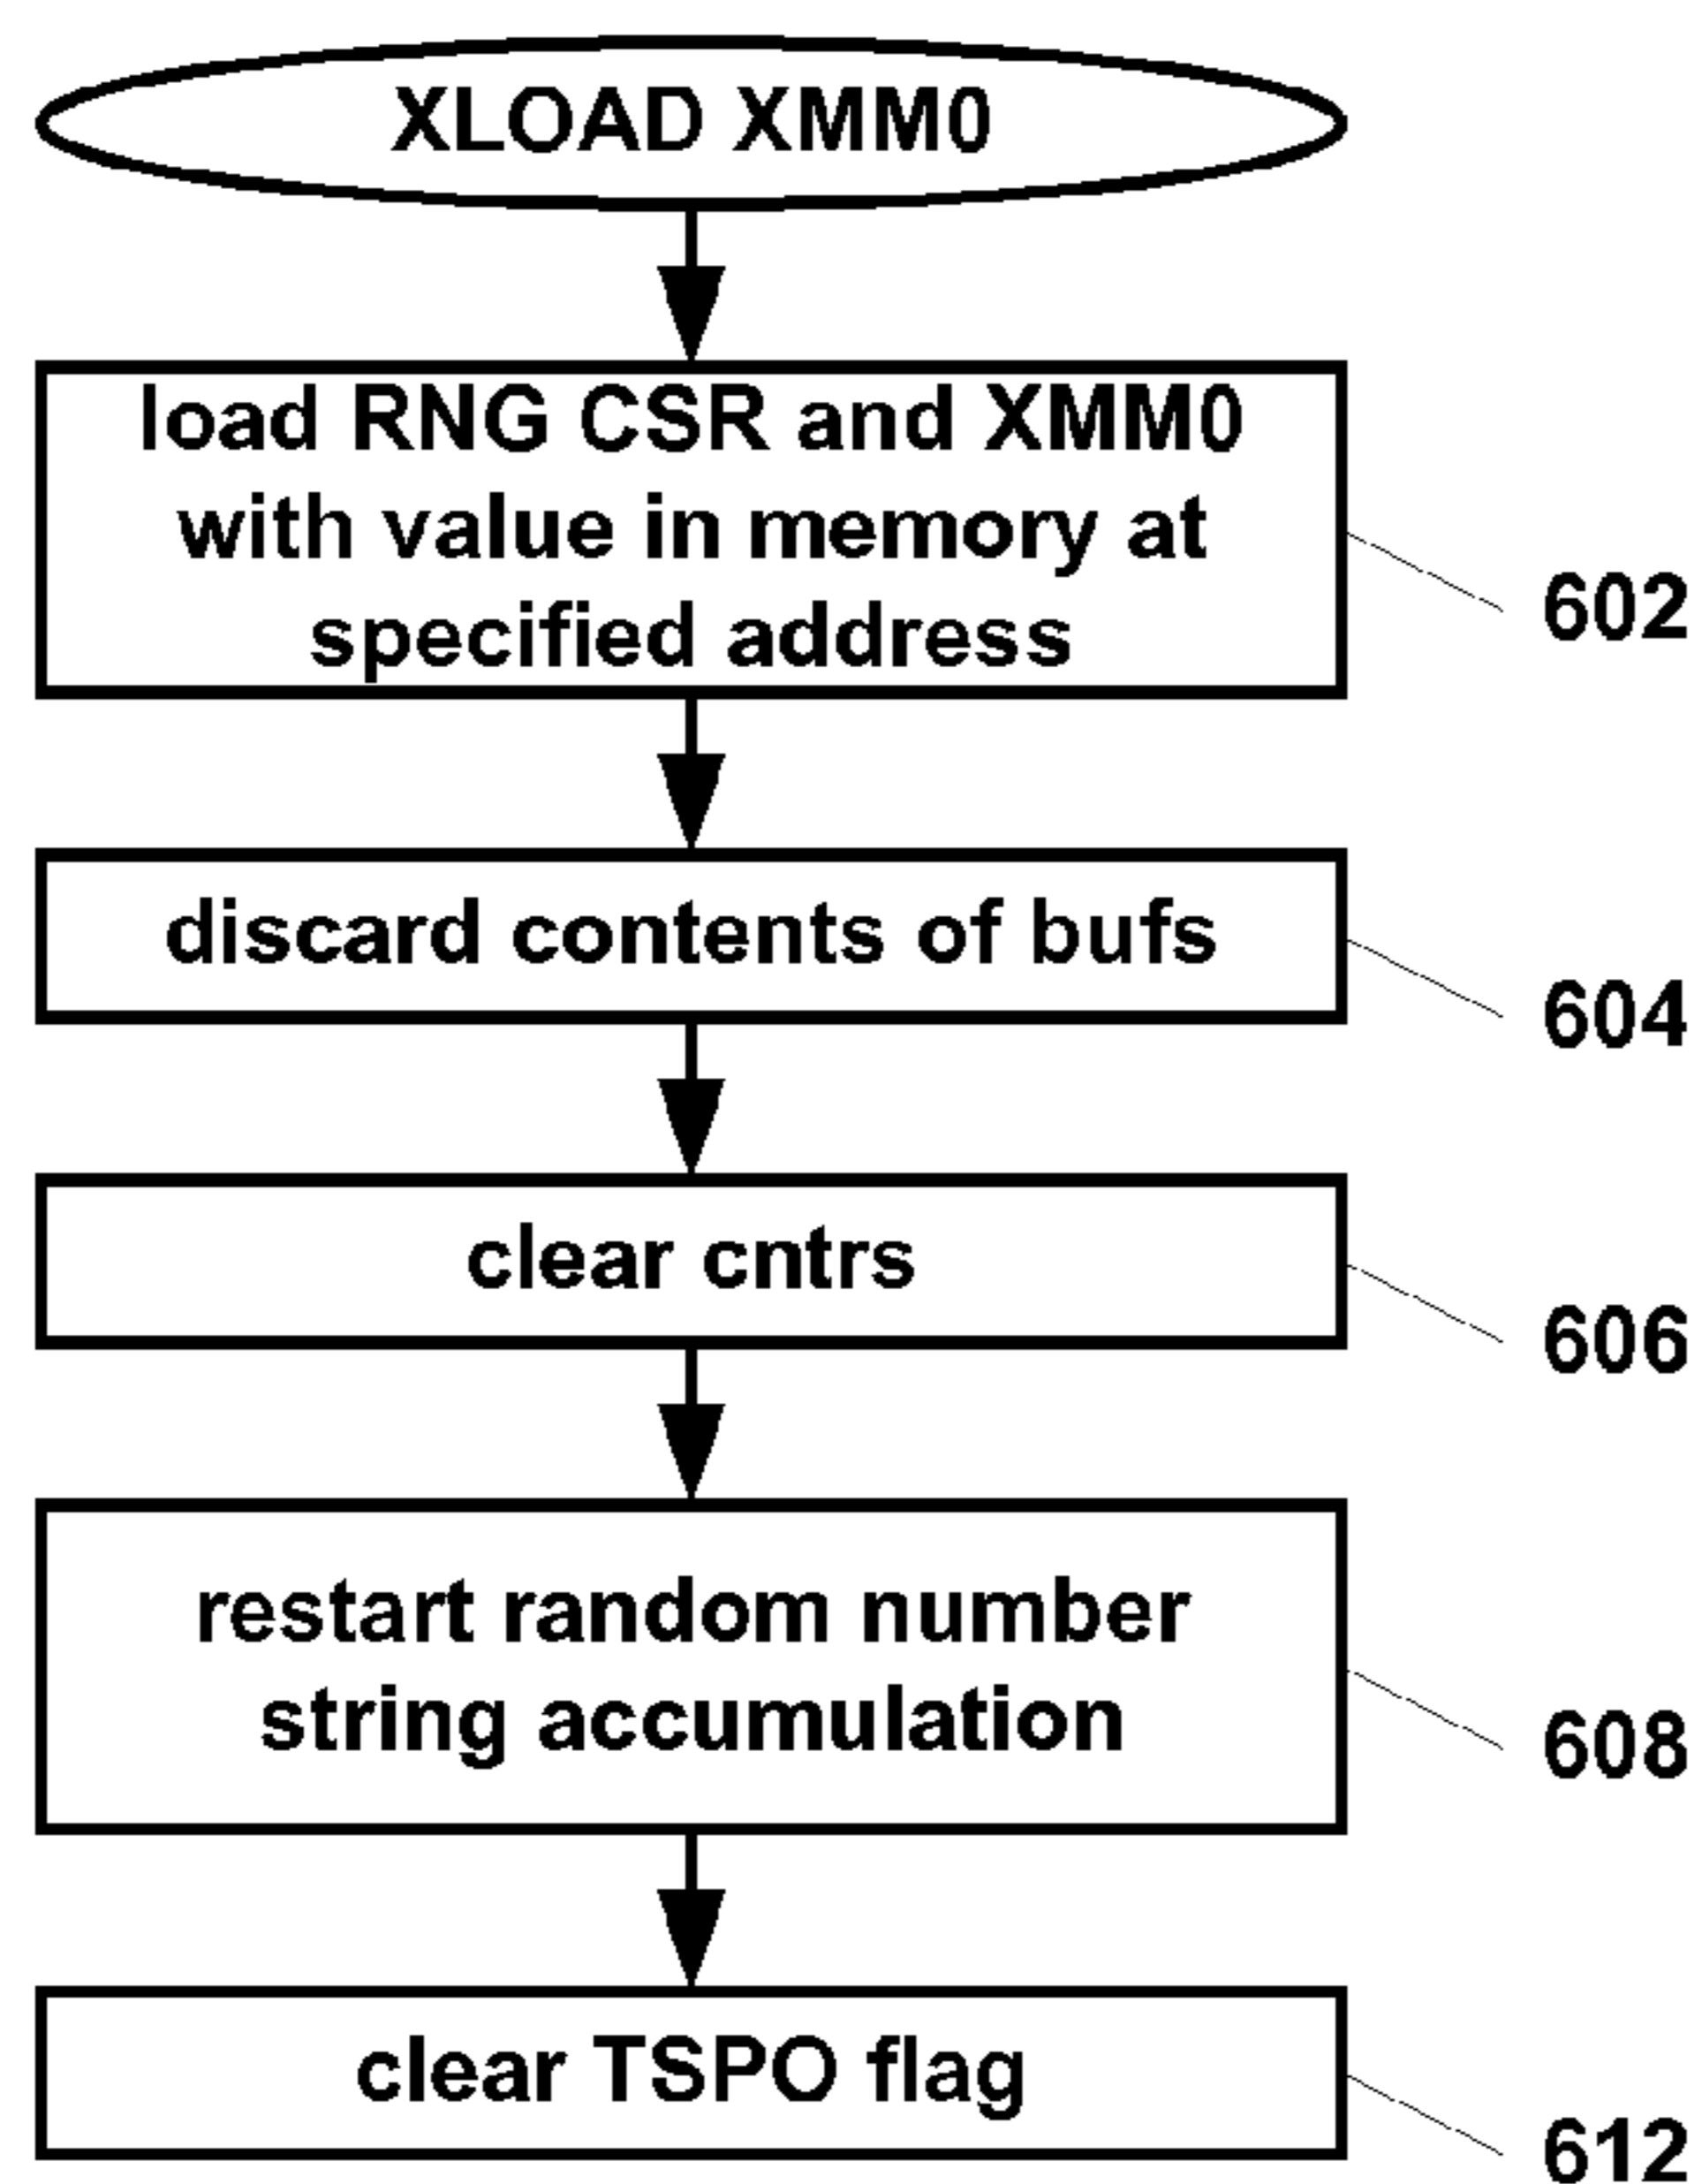 XLOAD XMM0
load RNG CSR and XMM0
with value in memory at
specified address
602
discard contents of bufs
604
clear cntrs
606
restart random number
string accumulation
608
clear TSPO flag
612